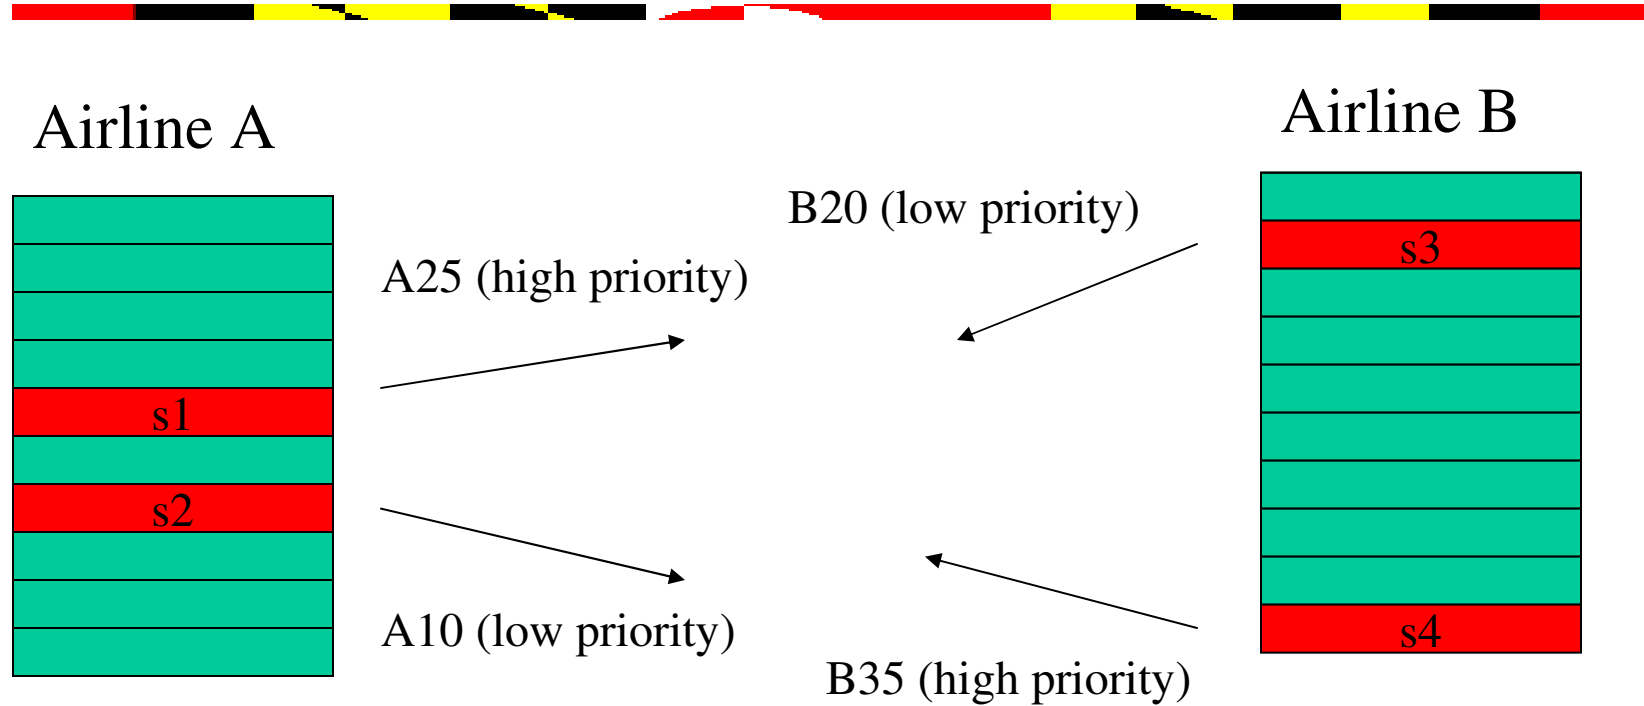 Airline A
Airline B
B20 (low priority)
A25 (high priority)
s3
s1
s2
A10 (low priority)
s4
B35 (high priority)